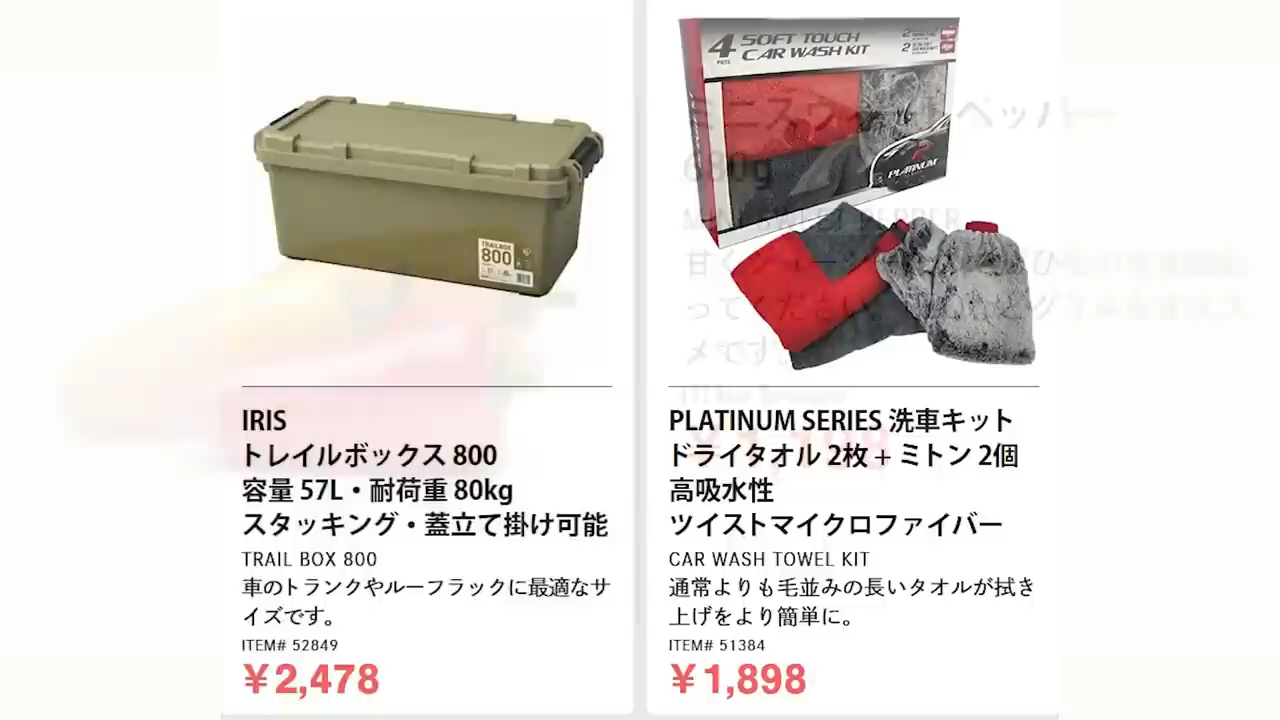 TRAILBOX
800
IRIS
トレイルボックス 800
容量 57L・耐荷重 80kg
スタッキング・蓋立て掛け可能
TRAIL BOX 800
車のトランクやルーフラックに最適なサ
イズです。
ITEM# 52849
￥2,478
4 SOFT TOUCH
PIECE CAR WASH KIT
PLATINUM
PLATINUM SERIES 洗車キット
ドライタオル 2枚 + ミトン 2個
高吸水性
ツイストマイクロファイバー
CAR WASH TOWEL KIT
通常よりも毛並みの長いタオルが拭き
上げをより簡単に。
ITEM# 51384
￥1,898